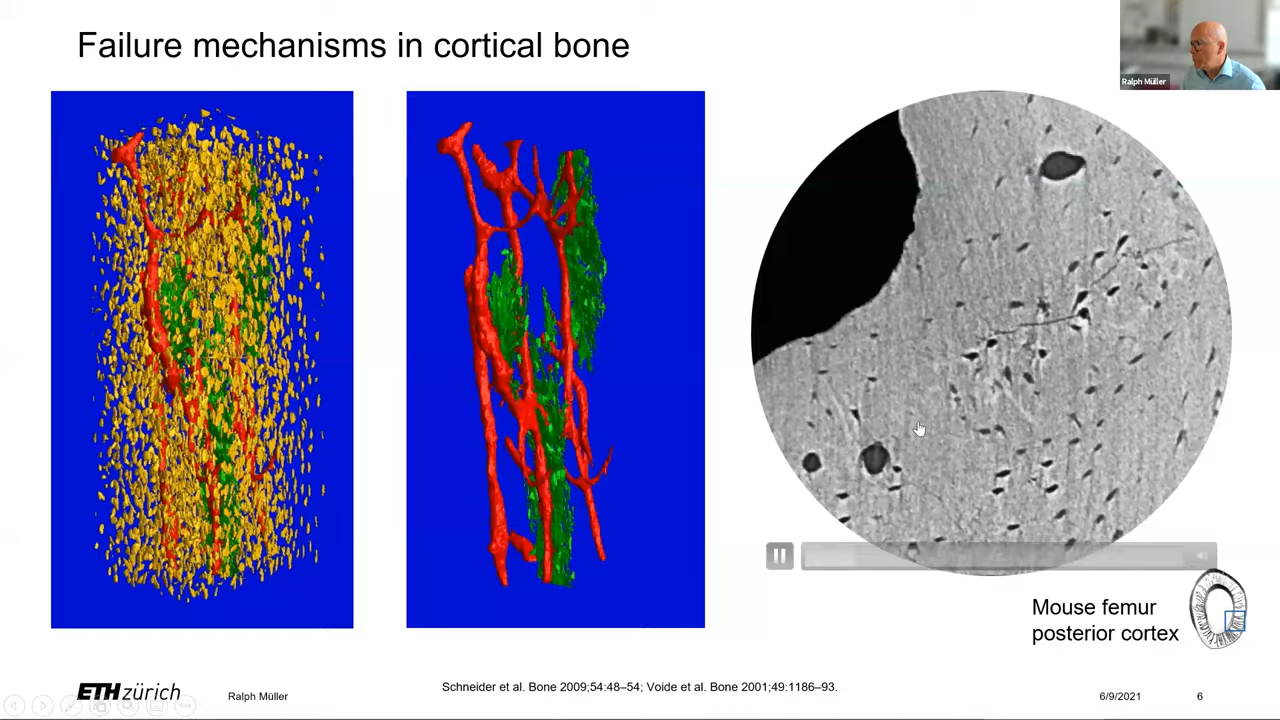 Failure mechanisms in cortical bone
Ralph Müller
Mouse femur
posterior cortex
ETH zürich
Ralph Müller
Schneider et al. Bone 2009;54:48–54; Voide et al. Bone 2001;49:1186–93.
6/9/2021
6